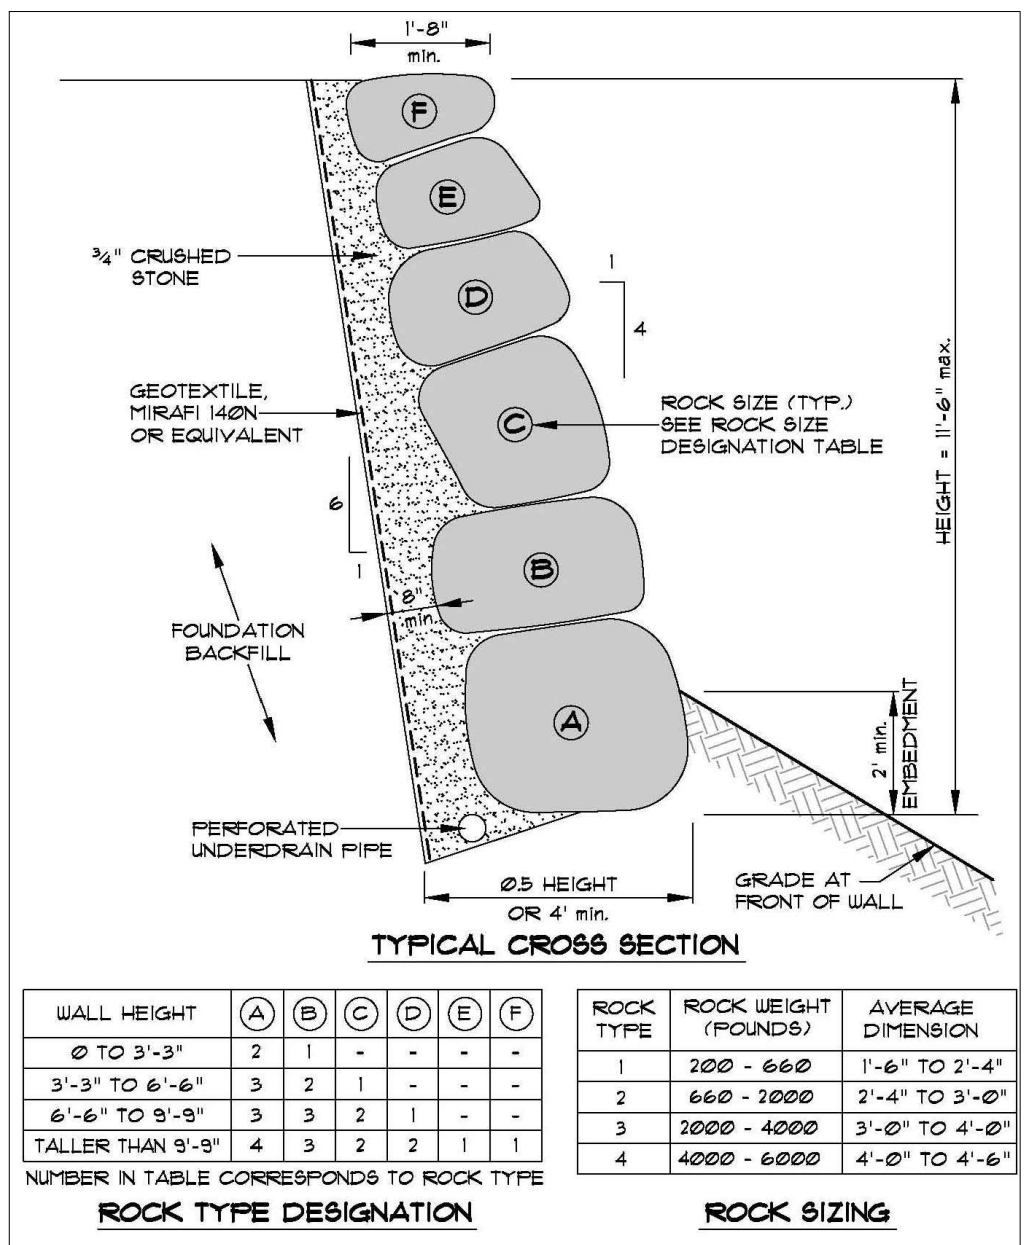 1'-8"
min.
F
E
D
C
B
A
¾" CRUSHED
STONE
1
4
GEOTEXTILE,
MIRAFI 140N
OR EQUIVALENT
ROCK SIZE (TYP.)
SEE ROCK SIZE
DESIGNATION TABLE
HEIGHT = 11'-6" max.
6
1
8"
min.
FOUNDATION
BACKFILL
2' min.
EMBEDMENT
PERFORATED
UNDERDRAIN PIPE
0.5 HEIGHT
OR 4' min.
GRADE AT
FRONT OF WALL
TYPICAL CROSS SECTION
WALL HEIGHT A B C D E F
0 TO 3'-3" 2 1 - - - -
3'-3" TO 6'-6" 3 2 1 - - -
6'-6" TO 9'-9" 3 3 2 1 - -
TALLER THAN 9'-9" 4 3 2 2 1 1
NUMBER IN TABLE CORRESPONDS TO ROCK TYPE
ROCK TYPE DESIGNATION
ROCK TYPE ROCK WEIGHT (POUNDS) AVERAGE DIMENSION
1 200 - 660 1'-6" TO 2'-4"
2 660 - 2000 2'-4" TO 3'-0"
3 2000 - 4000 3'-0" TO 4'-0"
4 4000 - 6000 4'-0" TO 4'-6"
ROCK SIZING